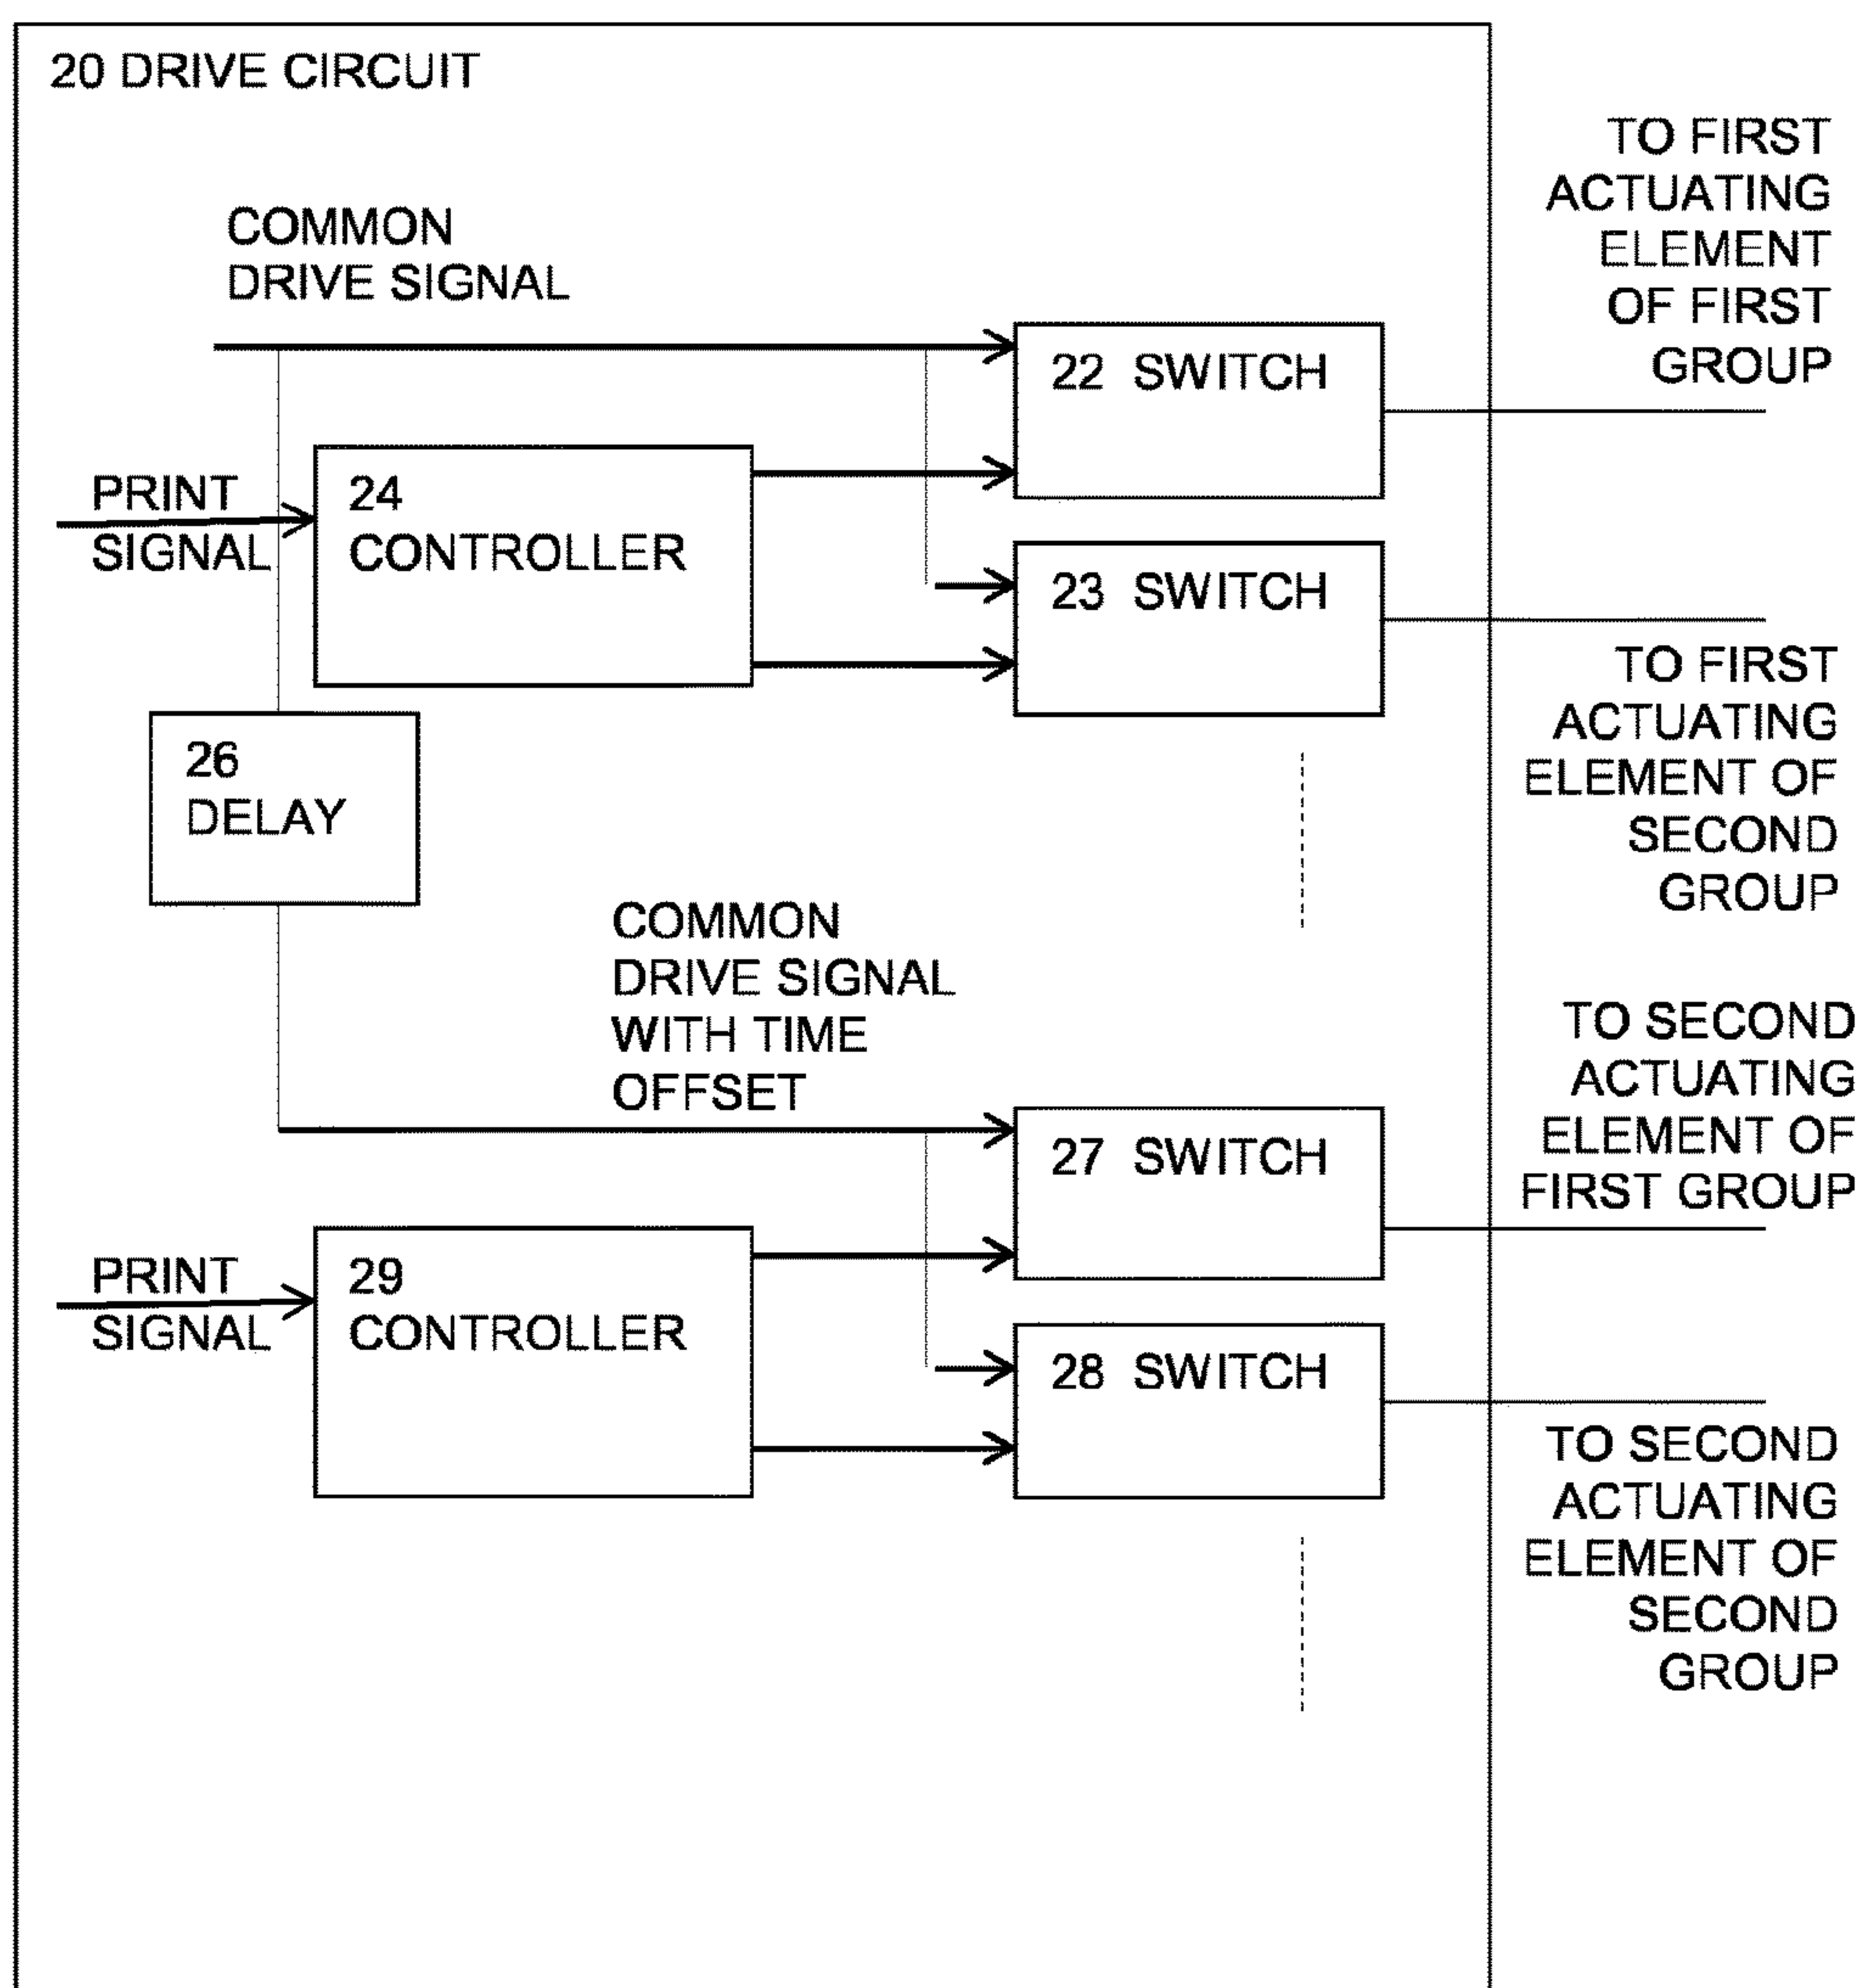 20 DRIVE CIRCUIT
TO FIRST
ACTUATING
ELEMENT
OF FIRST
GROUP
COMMON
DRIVE SIGNAL
22 SWITCH
PRINT
SIGNAL
24
CONTROLLER
23 SWITCH
TO FIRST
ACTUATING
ELEMENT OF
SECOND
GROUP
26
DELAY
COMMON
DRIVE SIGNAL
WITH TIME
OFFSET
TO SECOND
ACTUATING
ELEMENT OF
FIRST GROUP
27 SWITCH
PRINT
SIGNAL
29
CONTROLLER
28 SWITCH
TO SECOND
ACTUATING
ELEMENT OF
SECOND
GROUP